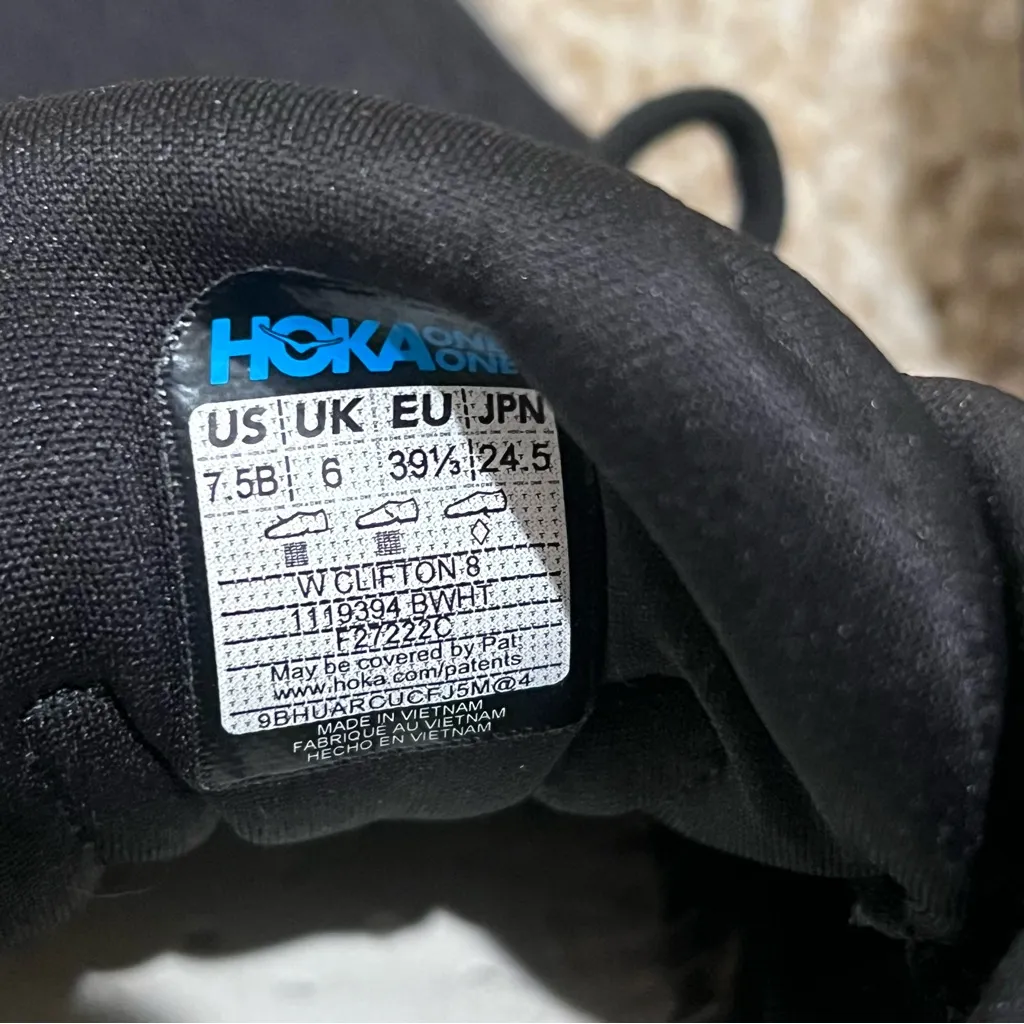 HOKA ONE ONE
US UK EU JPN
7.5B 6 39⅓ 24.5
W CLIFTON 8
1119394 BWHT
F27222C
May be covered by Pat:
www.hoka.com/patents
9BHUARCUCFJ5M@4
MADE IN VIETNAM
FABRIQUE AU VIETNAM
HECHO EN VIETNAM